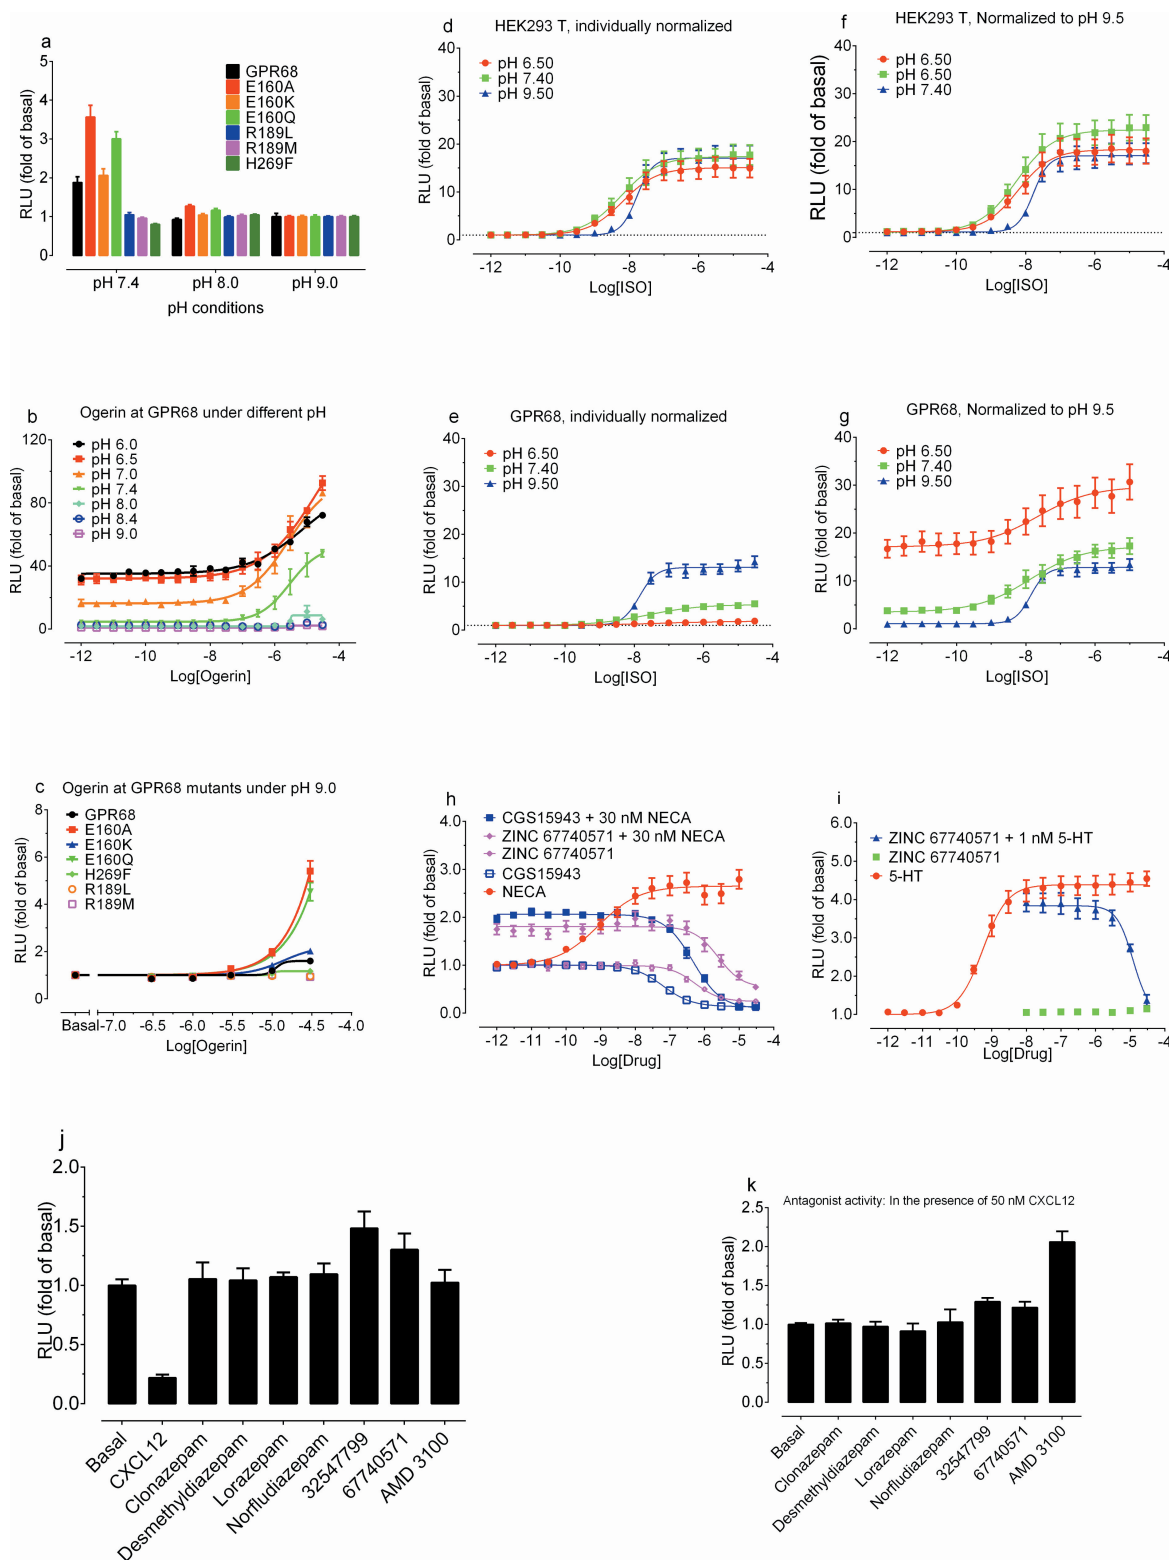 a
RLU (fold of basal)
5
4
3
2
1
0
GPR68
E160A
E160K
E160Q
R189L
R189M
H269F
pH 7.4
pH 8.0
pH 9.0
pH conditions
d
HEK293 T, individually normalized
RLU (fold of basal)
40
30
20
10
0
pH 6.50
pH 7.40
pH 9.50
-12
-10
-8
-6
-4
Log[ISO]
f
HEK293 T, Normalized to pH 9.5
RLU (fold of basal)
40
30
20
10
0
pH 6.50
pH 6.50
pH 7.40
-12
-10
-8
-6
-4
Log[ISO]
b
Ogerin at GPR68 under different pH
RLU (fold of basal)
120
80
40
0
pH 6.0
pH 6.5
pH 7.0
pH 7.4
pH 8.0
pH 8.4
pH 9.0
-12
-10
-8
-6
-4
Log[Ogerin]
e
GPR68, individually normalized
RLU (fold of basal)
40
30
20
10
0
pH 6.50
pH 7.40
pH 9.50
-12
-10
-8
-6
-4
Log[ISO]
g
GPR68, Normalized to pH 9.5
RLU (fold of basal)
40
30
20
10
0
pH 6.50
pH 7.40
pH 9.50
-12
-10
-8
-6
-4
Log[ISO]
c
Ogerin at GPR68 mutants under pH 9.0
RLU (fold of basal)
8
6
4
2
0
GPR68
E160A
E160K
E160Q
H269F
R189L
R189M
Basal
-7.0
-6.5
-6.0
-5.5
-5.0
-4.5
-4.0
Log[Ogerin]
h
RLU (fold of basal)
4.0
3.0
2.0
1.0
0.0
CGS15943 + 30 nM NECA
ZINC 67740571 + 30 nM NECA
ZINC 67740571
CGS15943
NECA
-12
-11
-10
-9
-8
-7
-6
-5
-4
Log[Drug]
i
RLU (fold of basal)
6.0
5.0
4.0
3.0
2.0
1.0
ZINC 67740571 + 1 nM 5-HT
ZINC 67740571
5-HT
-12
-11
-10
-9
-8
-7
-6
-5
-4
Log[Drug]
j
RLU (fold of basal)
2.0
1.5
1.0
0.5
0.0
Basal
CXCL12
Clonazepam
Desmethyldiazepam
Lorazepam
Norfludiazepam
32547799
67740571
AMD 3100
k
Antagonist activity: In the presence of 50 nM CXCL12
RLU (fold of basal)
2.5
2.0
1.5
1.0
0.5
0.0
Basal
Clonazepam
Desmethyldiazepam
Lorazepam
Norfludiazepam
32547799
67740571
AMD 3100